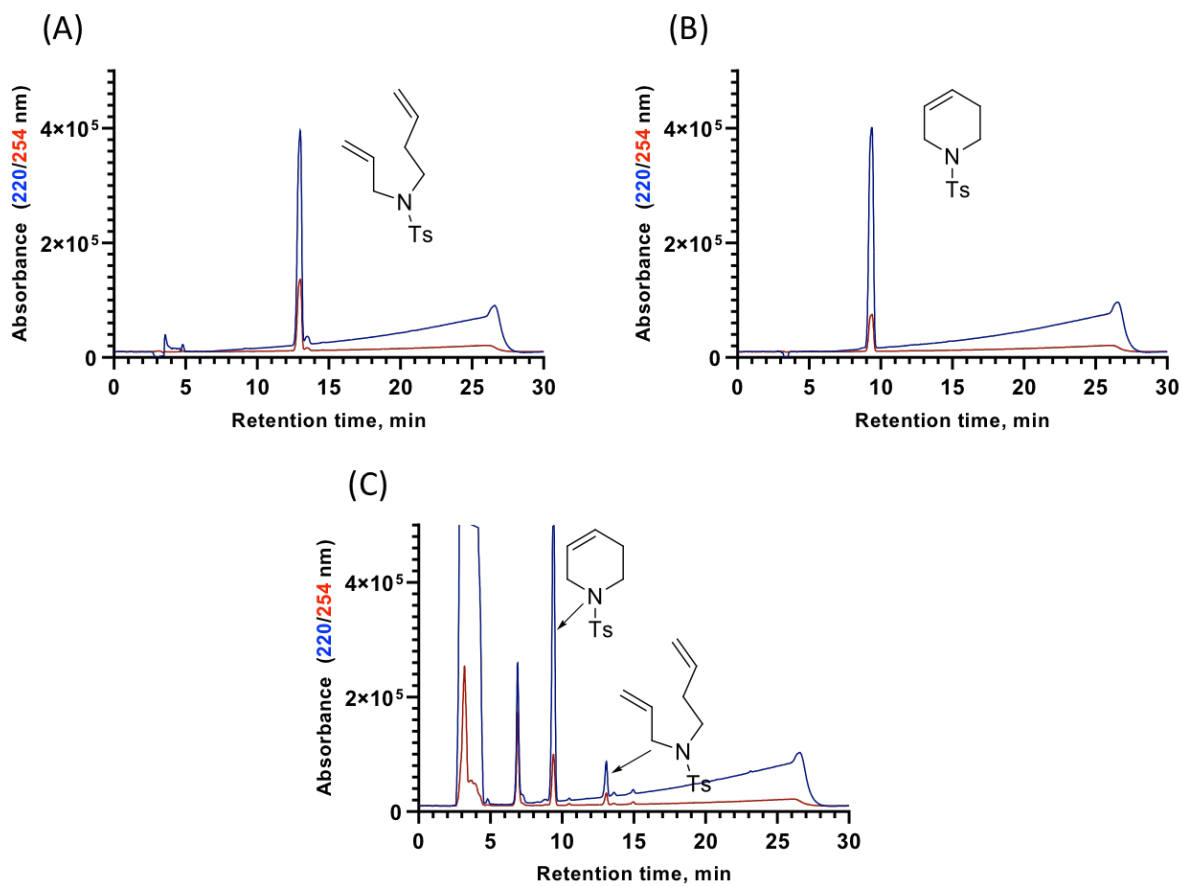 (A)
Absorbance (220/254 nm)
4×10⁵
2×10⁵
0
0 5 10 15 20 25 30
Retention time, min
N
Ts
(B)
Absorbance (220/254 nm)
4×10⁵
2×10⁵
0
0 5 10 15 20 25 30
Retention time, min
N
Ts
(C)
Absorbance (220/254 nm)
4×10⁵
2×10⁵
0
0 5 10 15 20 25 30
Retention time, min
N
Ts
N
Ts